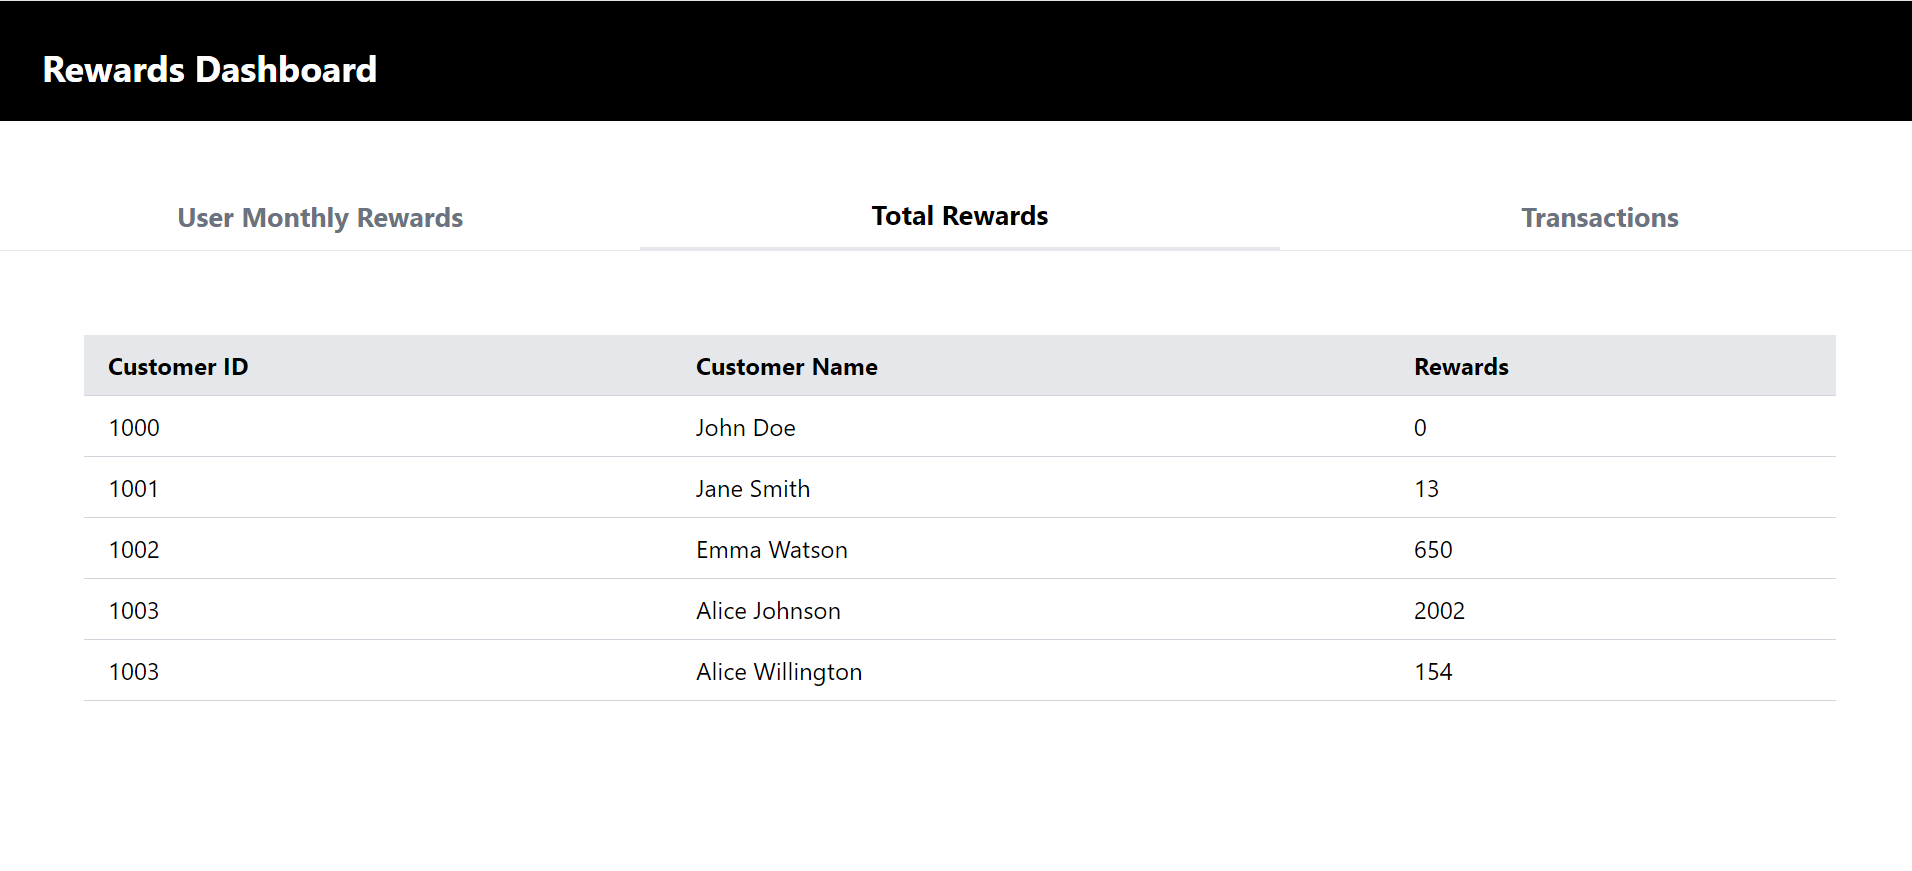 Rewards Dashboard
User Monthly Rewards Total Rewards Transactions
Customer ID Customer Name Rewards
1000 John Doe 0
1001 Jane Smith 13
1002 Emma Watson 650
1003 Alice Johnson 2002
1003 Alice Willington 154